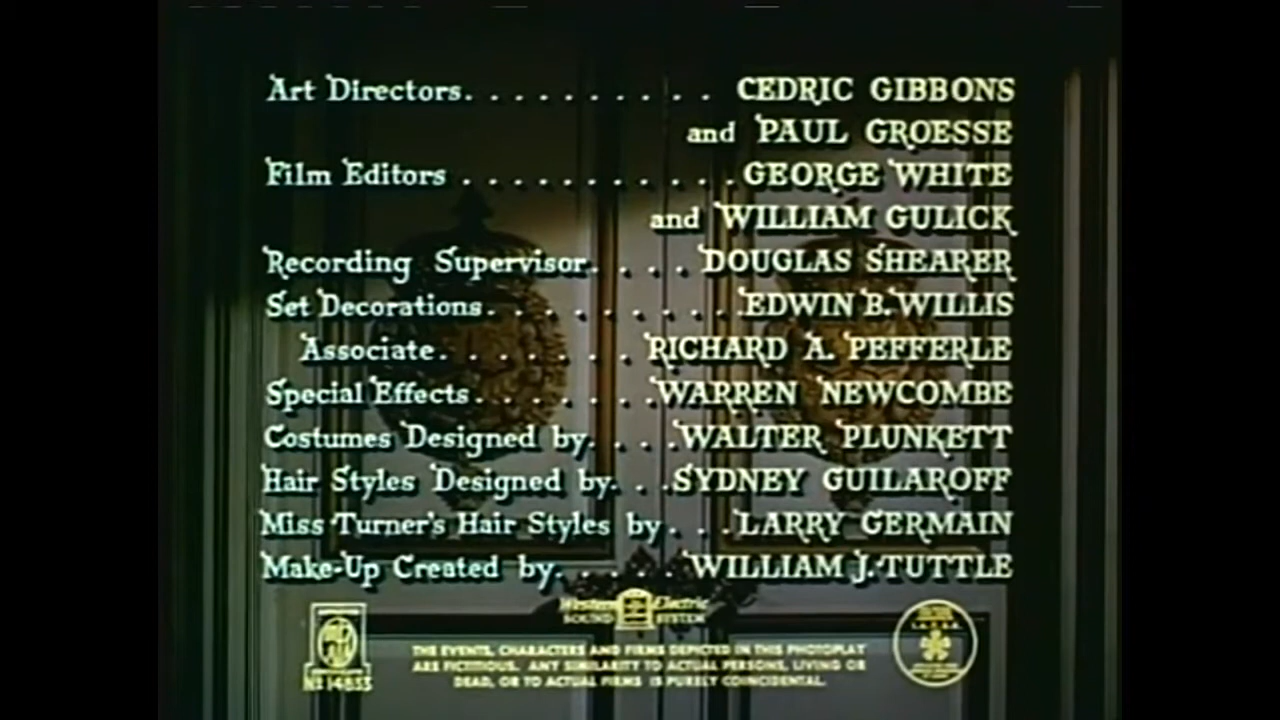 Art Directors. . . . . . . . . . CEDRIC GIBBONS
and PAUL GROESSE
Film Editors . . . . . . . . . . . GEORGE WHITE
and WILLIAM GULICK
Recording Supervisor. . . . DOUGLAS SHEARER
Set Decorations. . . . . . . . . EDWIN B. WILLIS
Associate. . . . . . . RICHARD A. PEFFERLE
Special Effects. . . . . . . WARREN NEWCOMBE
Costumes Designed by. . . . WALTER PLUNKETT
Hair Styles Designed by. . . SYDNEY GUILAROFF
Miss Turner's Hair Styles by . . . LARRY GERMAIN
Make-Up Created by. . . . . WILLIAM J. TUTTLE
Western Electric
SOUND SYSTEM
THE EVENTS, CHARACTERS AND FIRMS DEPICTED IN THIS PHOTOPLAY
ARE FICTITIOUS. ANY SIMILARITY TO ACTUAL PERSONS, LIVING OR
DEAD, OR TO ACTUAL FIRMS IS PURELY COINCIDENTAL.
No 14833
I.A.T.S.E.